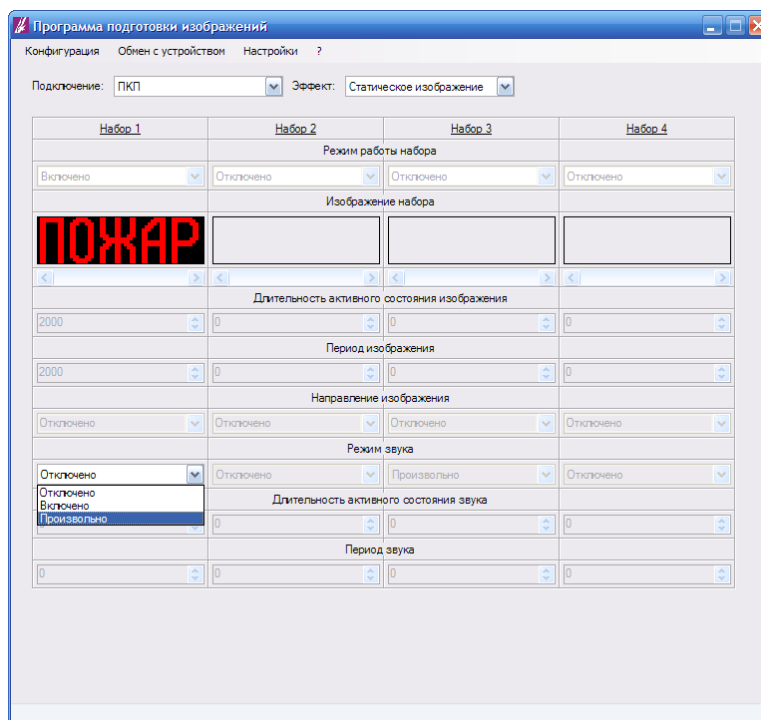 Программа подготовки изображений
Конфигурация Обмен с устройством Настройки ?
Подключение: ПКП Эффект: Статическое изображение
Набор 1 Набор 2 Набор 3 Набор 4
Режим работы набора
Включено Отключено Отключено Отключено
Изображение набора
ПОЖАР
Длительность активного состояния изображения
2000 0 0 0
Период изображения
2000 0 0 0
Направление изображения
Отключено Отключено Отключено Отключено
Режим звука
Отключено Отключено Произвольно Отключено
Отключено
Включено
Длительность активного состояния звука
Произвольно
0 0 0
Период звука
0 0 0 0